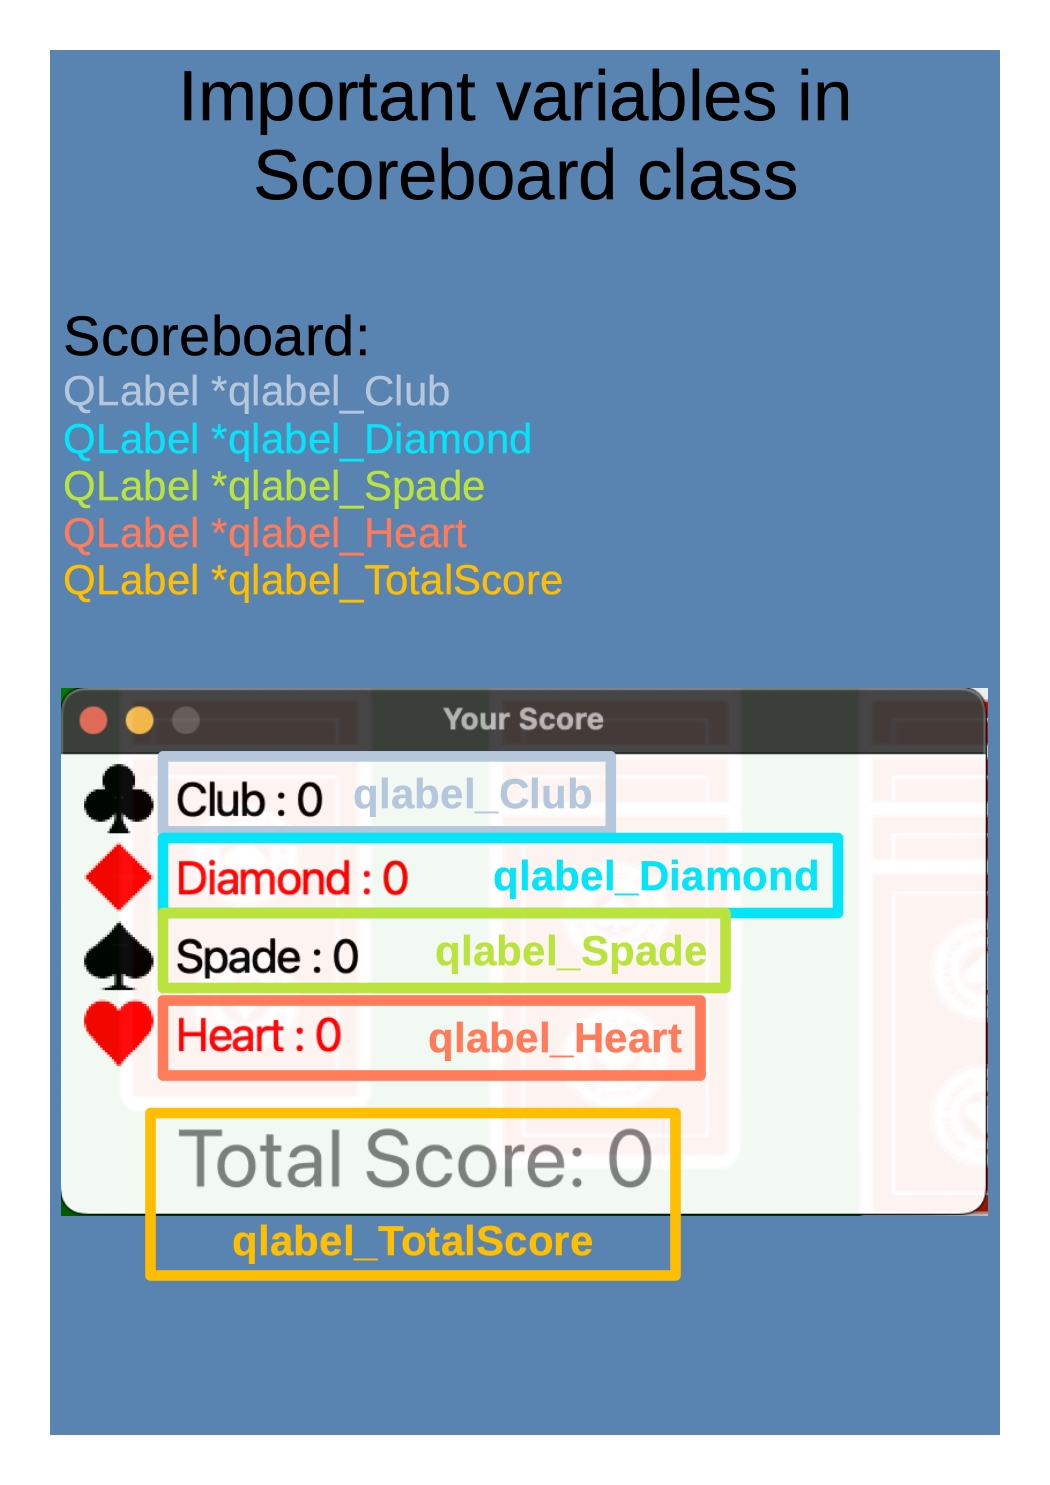 Important variables in
Scoreboard class
Scoreboard:
QLabel *qlabel_Club
QLabel *qlabel_Diamond
QLabel *qlabel_Spade
QLabel *qlabel_Heart
QLabel *qlabel_TotalScore
Your Score
Club : 0 qlabel_Club
Diamond : 0 qlabel_Diamond
Spade : 0 qlabel_Spade
Heart : 0 qlabel_Heart
Total Score: 0
qlabel_TotalScore